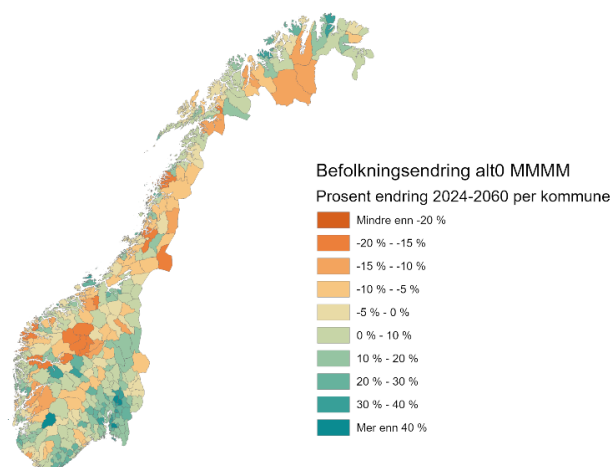 Befolkningsendring alt0 MMMM
Prosent endring 2024-2060 per kommune
Mindre enn -20 %
-20 % - -15 %
-15 % - -10 %
-10 % - -5 %
-5 % - 0 %
0 % - 10 %
10 % - 20 %
20 % - 30 %
30 % - 40 %
Mer enn 40 %